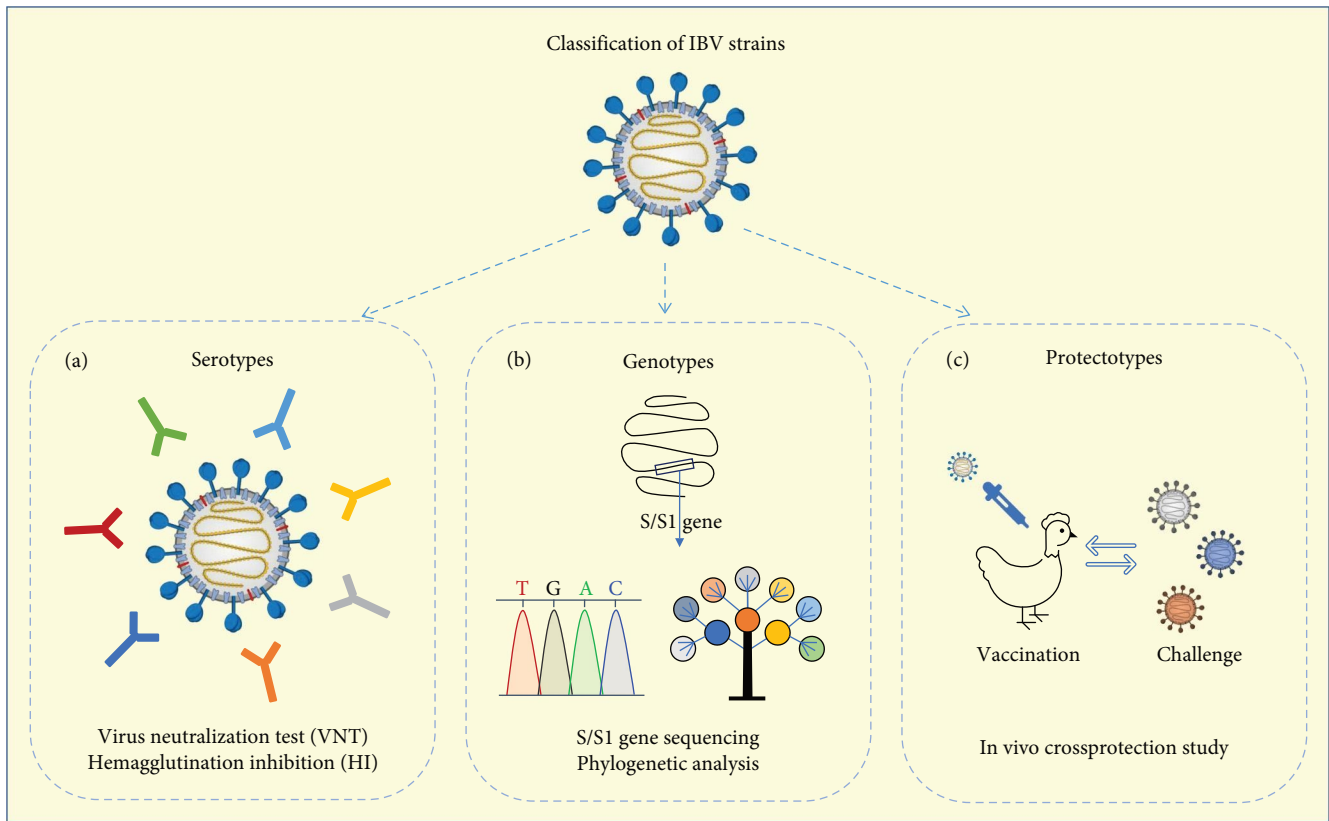 Classification of IBV strains
(a) Serotypes
Virus neutralization test (VNT)
Hemagglutination inhibition (HI)
(b) Genotypes
S/S1 gene
T G A C
S/S1 gene sequencing
Phylogenetic analysis
(c) Protectotypes
Vaccination Challenge
In vivo crossprotection study